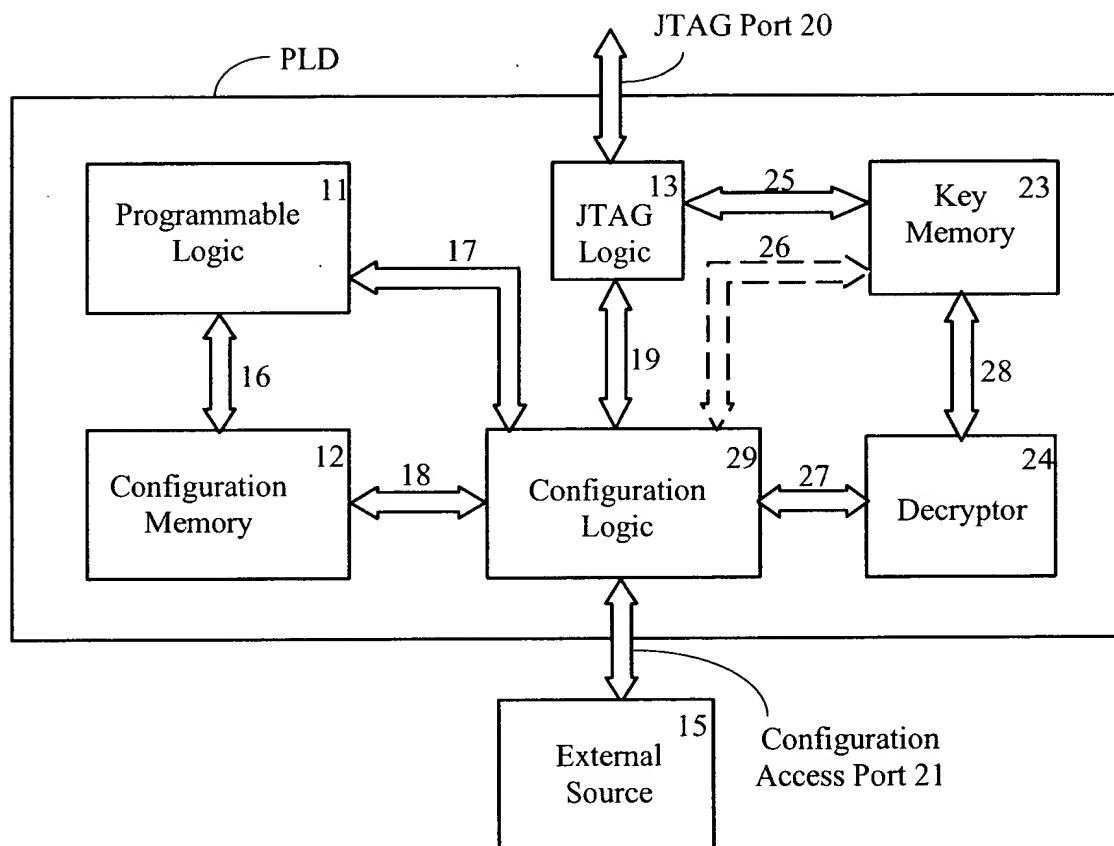 JTAG Port 20
PLD
11
Programmable
Logic
13
JTAG
Logic
25
23
Key
Memory
17
26
16
19
28
12
Configuration
Memory
18
29
Configuration
Logic
27
24
Decryptor
15
External
Source
Configuration
Access Port 21